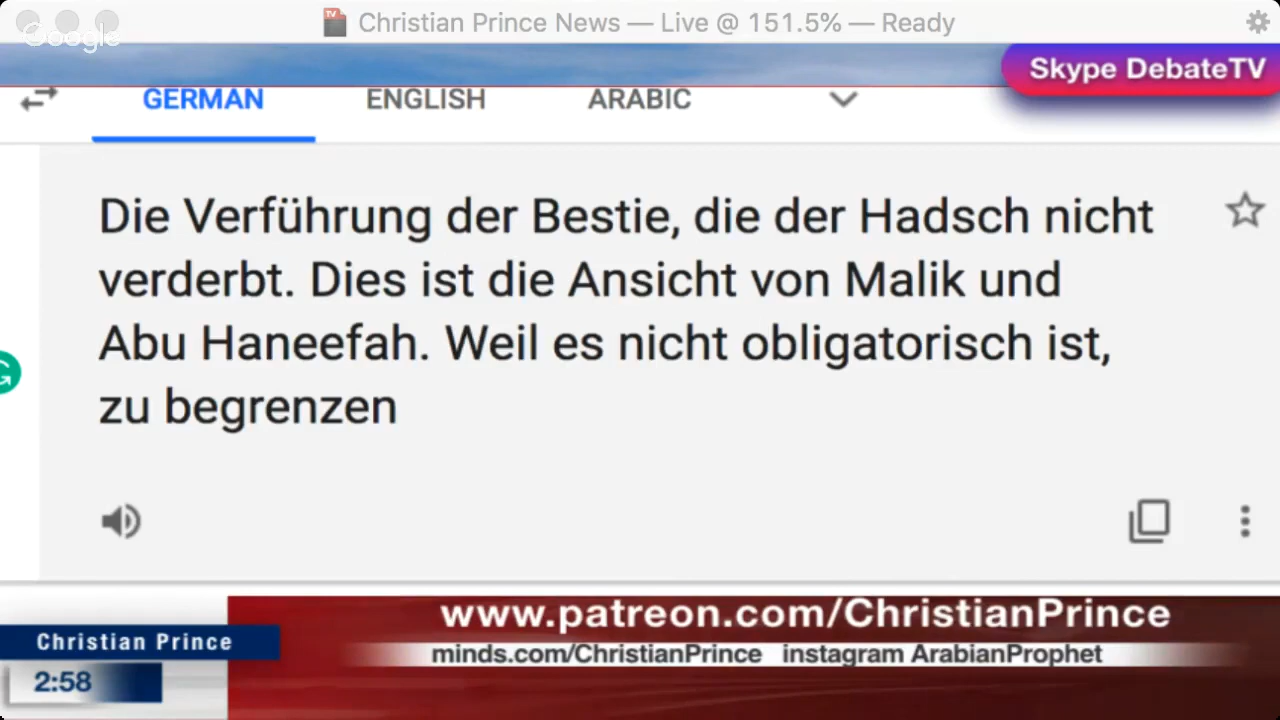 Christian Prince News — Live @ 151.5% — Ready
Google
Skype DebateTV
GERMAN ENGLISH ARABIC
Die Verführung der Bestie, die der Hadsch nicht
verderbt. Dies ist die Ansicht von Malik und
Abu Haneefah. Weil es nicht obligatorisch ist,
zu begrenzen
www.patreon.com/ChristianPrince
Christian Prince
minds.com/ChristianPrince instagram ArabianProphet
2:58